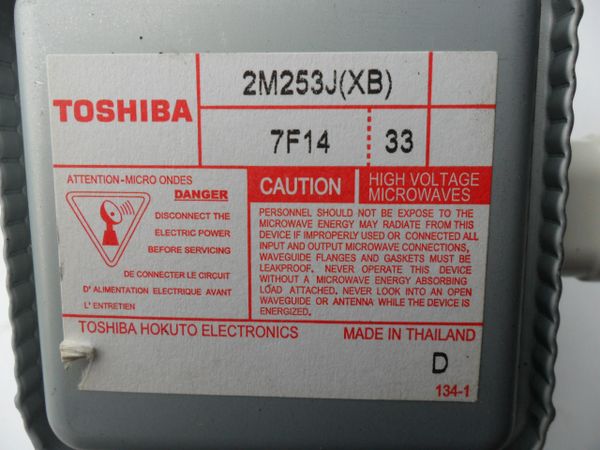 TOSHIBA
2M253J(XB)
7F14 33
ATTENTION-MICRO ONDES
DANGER
DISCONNECT THE
ELECTRIC POWER
BEFORE SERVICING
DE CONNECTER LE CIRCUIT
D'ALIMENTATION ELECTRIQUE AVANT
L'ENTRETIEN
CAUTION
HIGH VOLTAGE
MICROWAVES
PERSONNEL SHOULD NOT BE EXPOSE TO THE
MICROWAVE ENERGY MAY RADIATE FROM THIS
DEVICE IF IMPROPERLY USED OR CONNECTED ALL
INPUT AND OUTPUT MICROWAVE CONNECTIONS,
WAVEGUIDE FLANGES AND GASKETS MUST BE
LEAKPROOF. NEVER OPERATE THIS DEVICE
WITHOUT A MICROWAVE ENERGY ABSORBING
LOAD ATTACHED. NEVER LOOK INTO AN OPEN
WAVEGUIDE OR ANTENNA WHILE THE DEVICE IS
ENERGIZED.
TOSHIBA HOKUTO ELECTRONICS MADE IN THAILAND
D
134-1